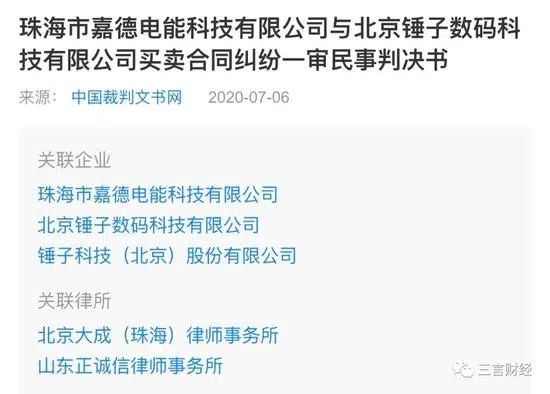 珠海市嘉德电能科技有限公司与北京锤子数码科
技有限公司买卖合同纠纷一审民事判决书
来源： 中国裁判文书网 2020-07-06
关联企业
珠海市嘉德电能科技有限公司
北京锤子数码科技有限公司
锤子科技（北京）股份有限公司
关联律所
北京大成（珠海）律师事务所
山东正诚信律师事务所
三言财经